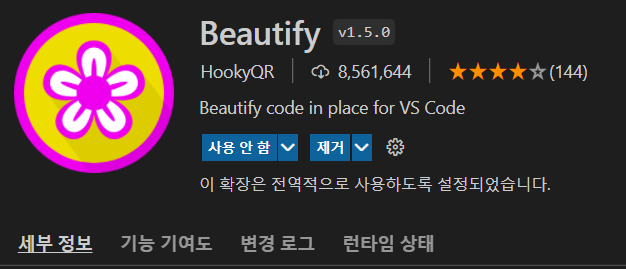 Beautify v1.5.0
HookyQR 8,561,644 (144)
Beautify code in place for VS Code
사용 안 함 제거
이 확장은 전역적으로 사용하도록 설정되었습니다.
세부 정보 기능 기여도 변경 로그 런타임 상태